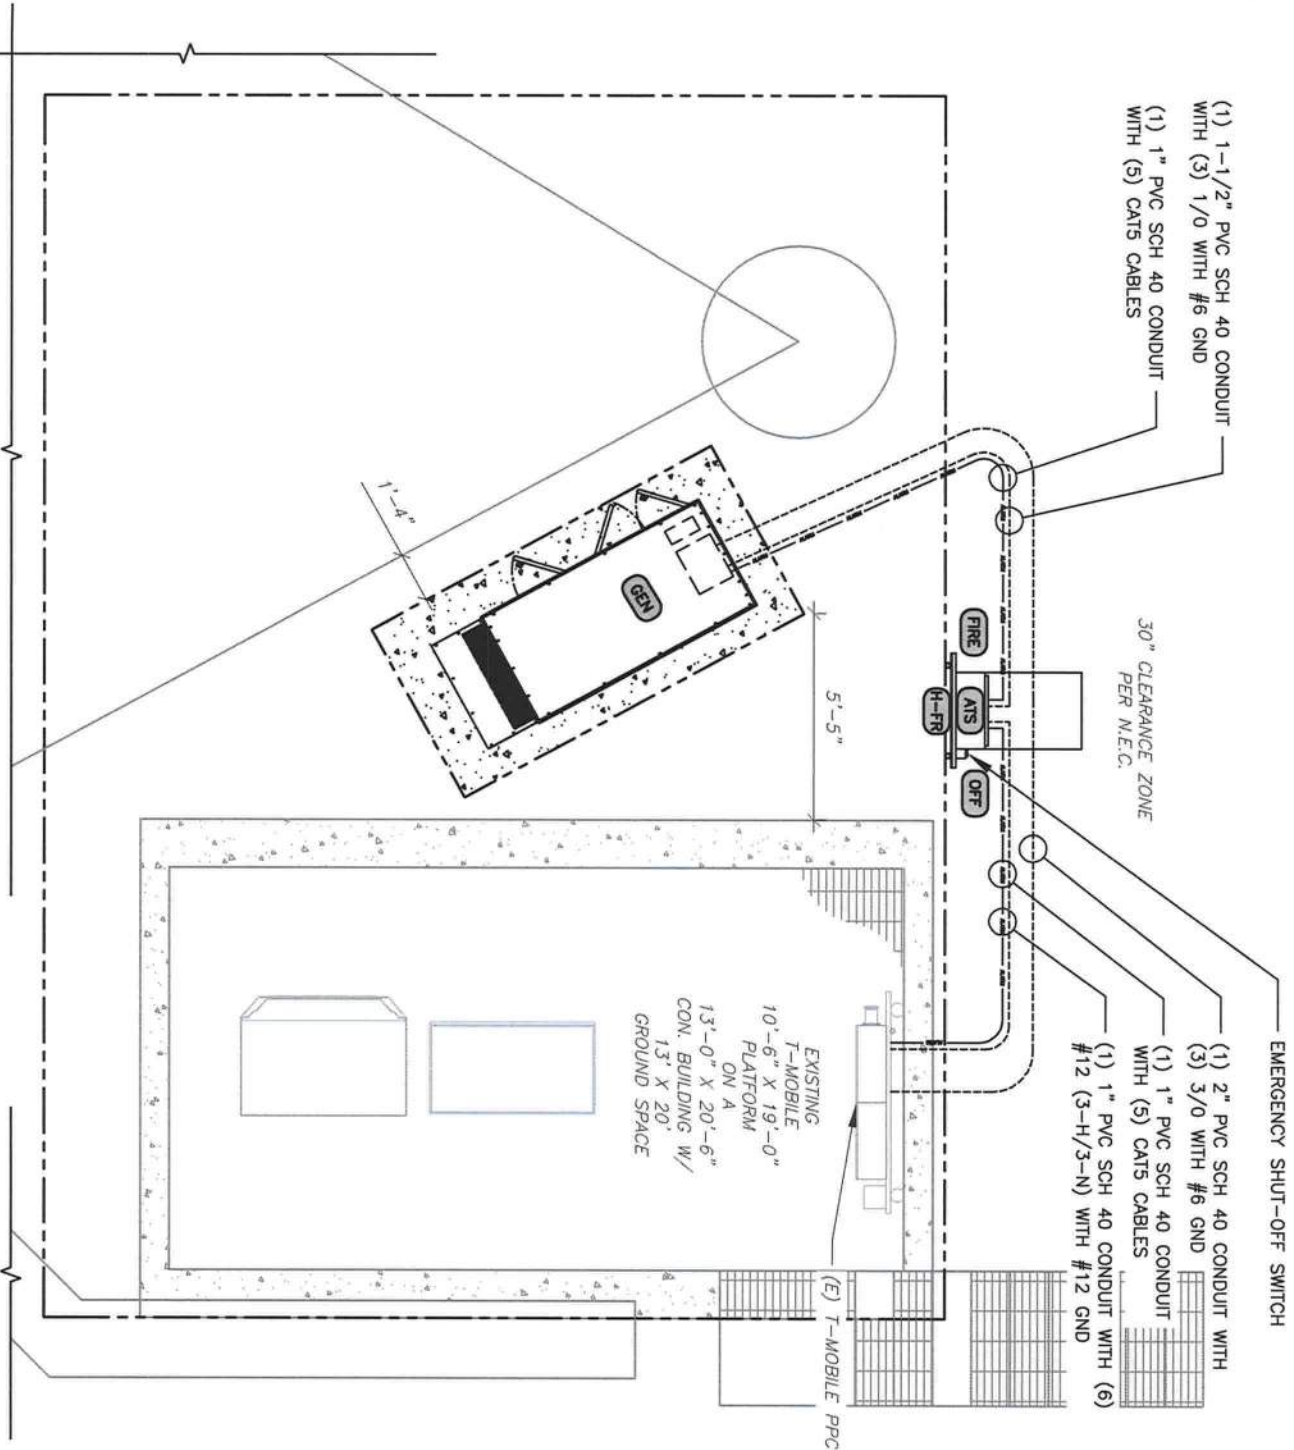 (1) 1-1/2" PVC SCH 40 CONDUIT
WITH (3) 1/0 WITH #6 GND
(1) 1" PVC SCH 40 CONDUIT
WITH (5) CAT5 CABLES
30" CLEARANCE ZONE
PER N.E.C.
EMERGENCY SHUT-OFF SWITCH
(1) 2" PVC SCH 40 CONDUIT WITH
(3) 3/0 WITH #6 GND
(1) 1" PVC SCH 40 CONDUIT
WITH (5) CAT5 CABLES
(1) 1" PVC SCH 40 CONDUIT WITH (6)
#12 (3-H/3-N) WITH #12 GND
FIRE
ATS
H-FR
OFF
GEN
1'-4"
5'-5"
EXISTING
T-MOBILE
10'-6" X 19'-0"
PLATFORM
ON A
13'-0" X 20'-6"
CON. BUILDING W/
13' X 20'
GROUND SPACE
(E) T-MOBILE PPC